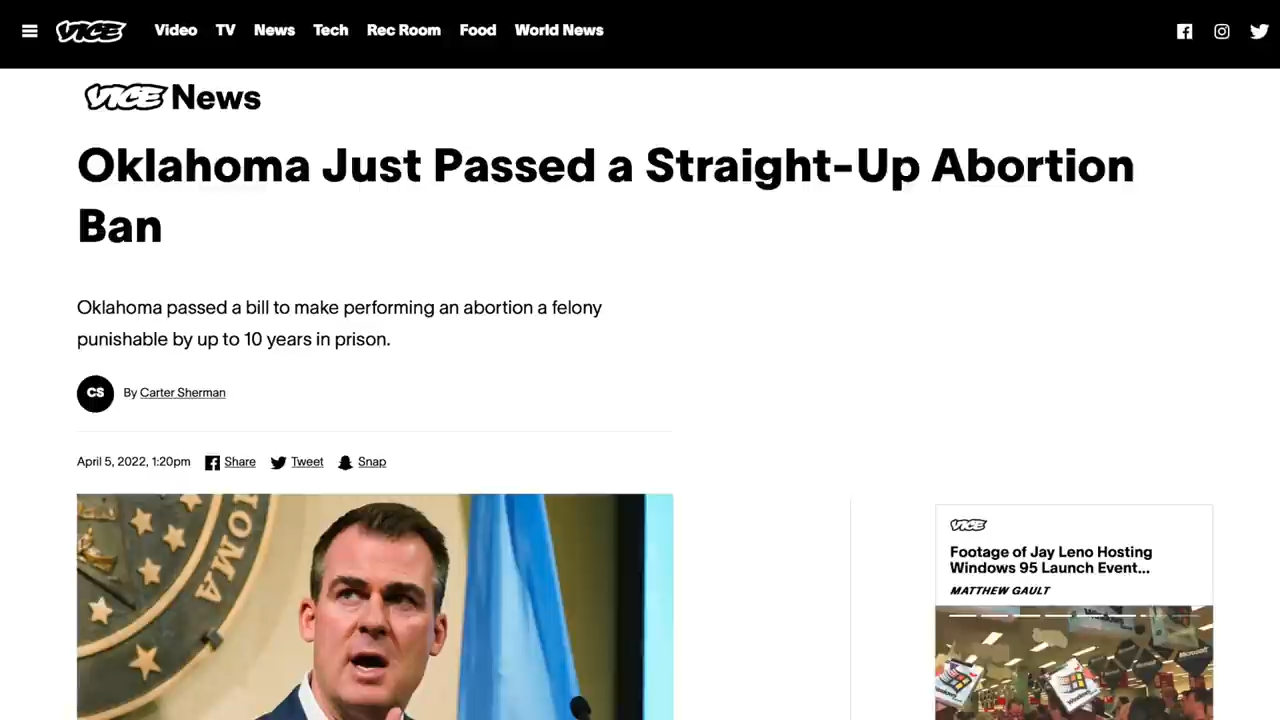 VICE Video TV News Tech Rec Room Food World News
VICE News
Oklahoma Just Passed a Straight-Up Abortion
Ban
Oklahoma passed a bill to make performing an abortion a felony
punishable by up to 10 years in prison.
CS By Carter Sherman
April 5, 2022, 1:20pm Share Tweet Snap
HOMA
VICE
Footage of Jay Leno Hosting
Windows 95 Launch Event...
MATTHEW GAULT
Microsoft